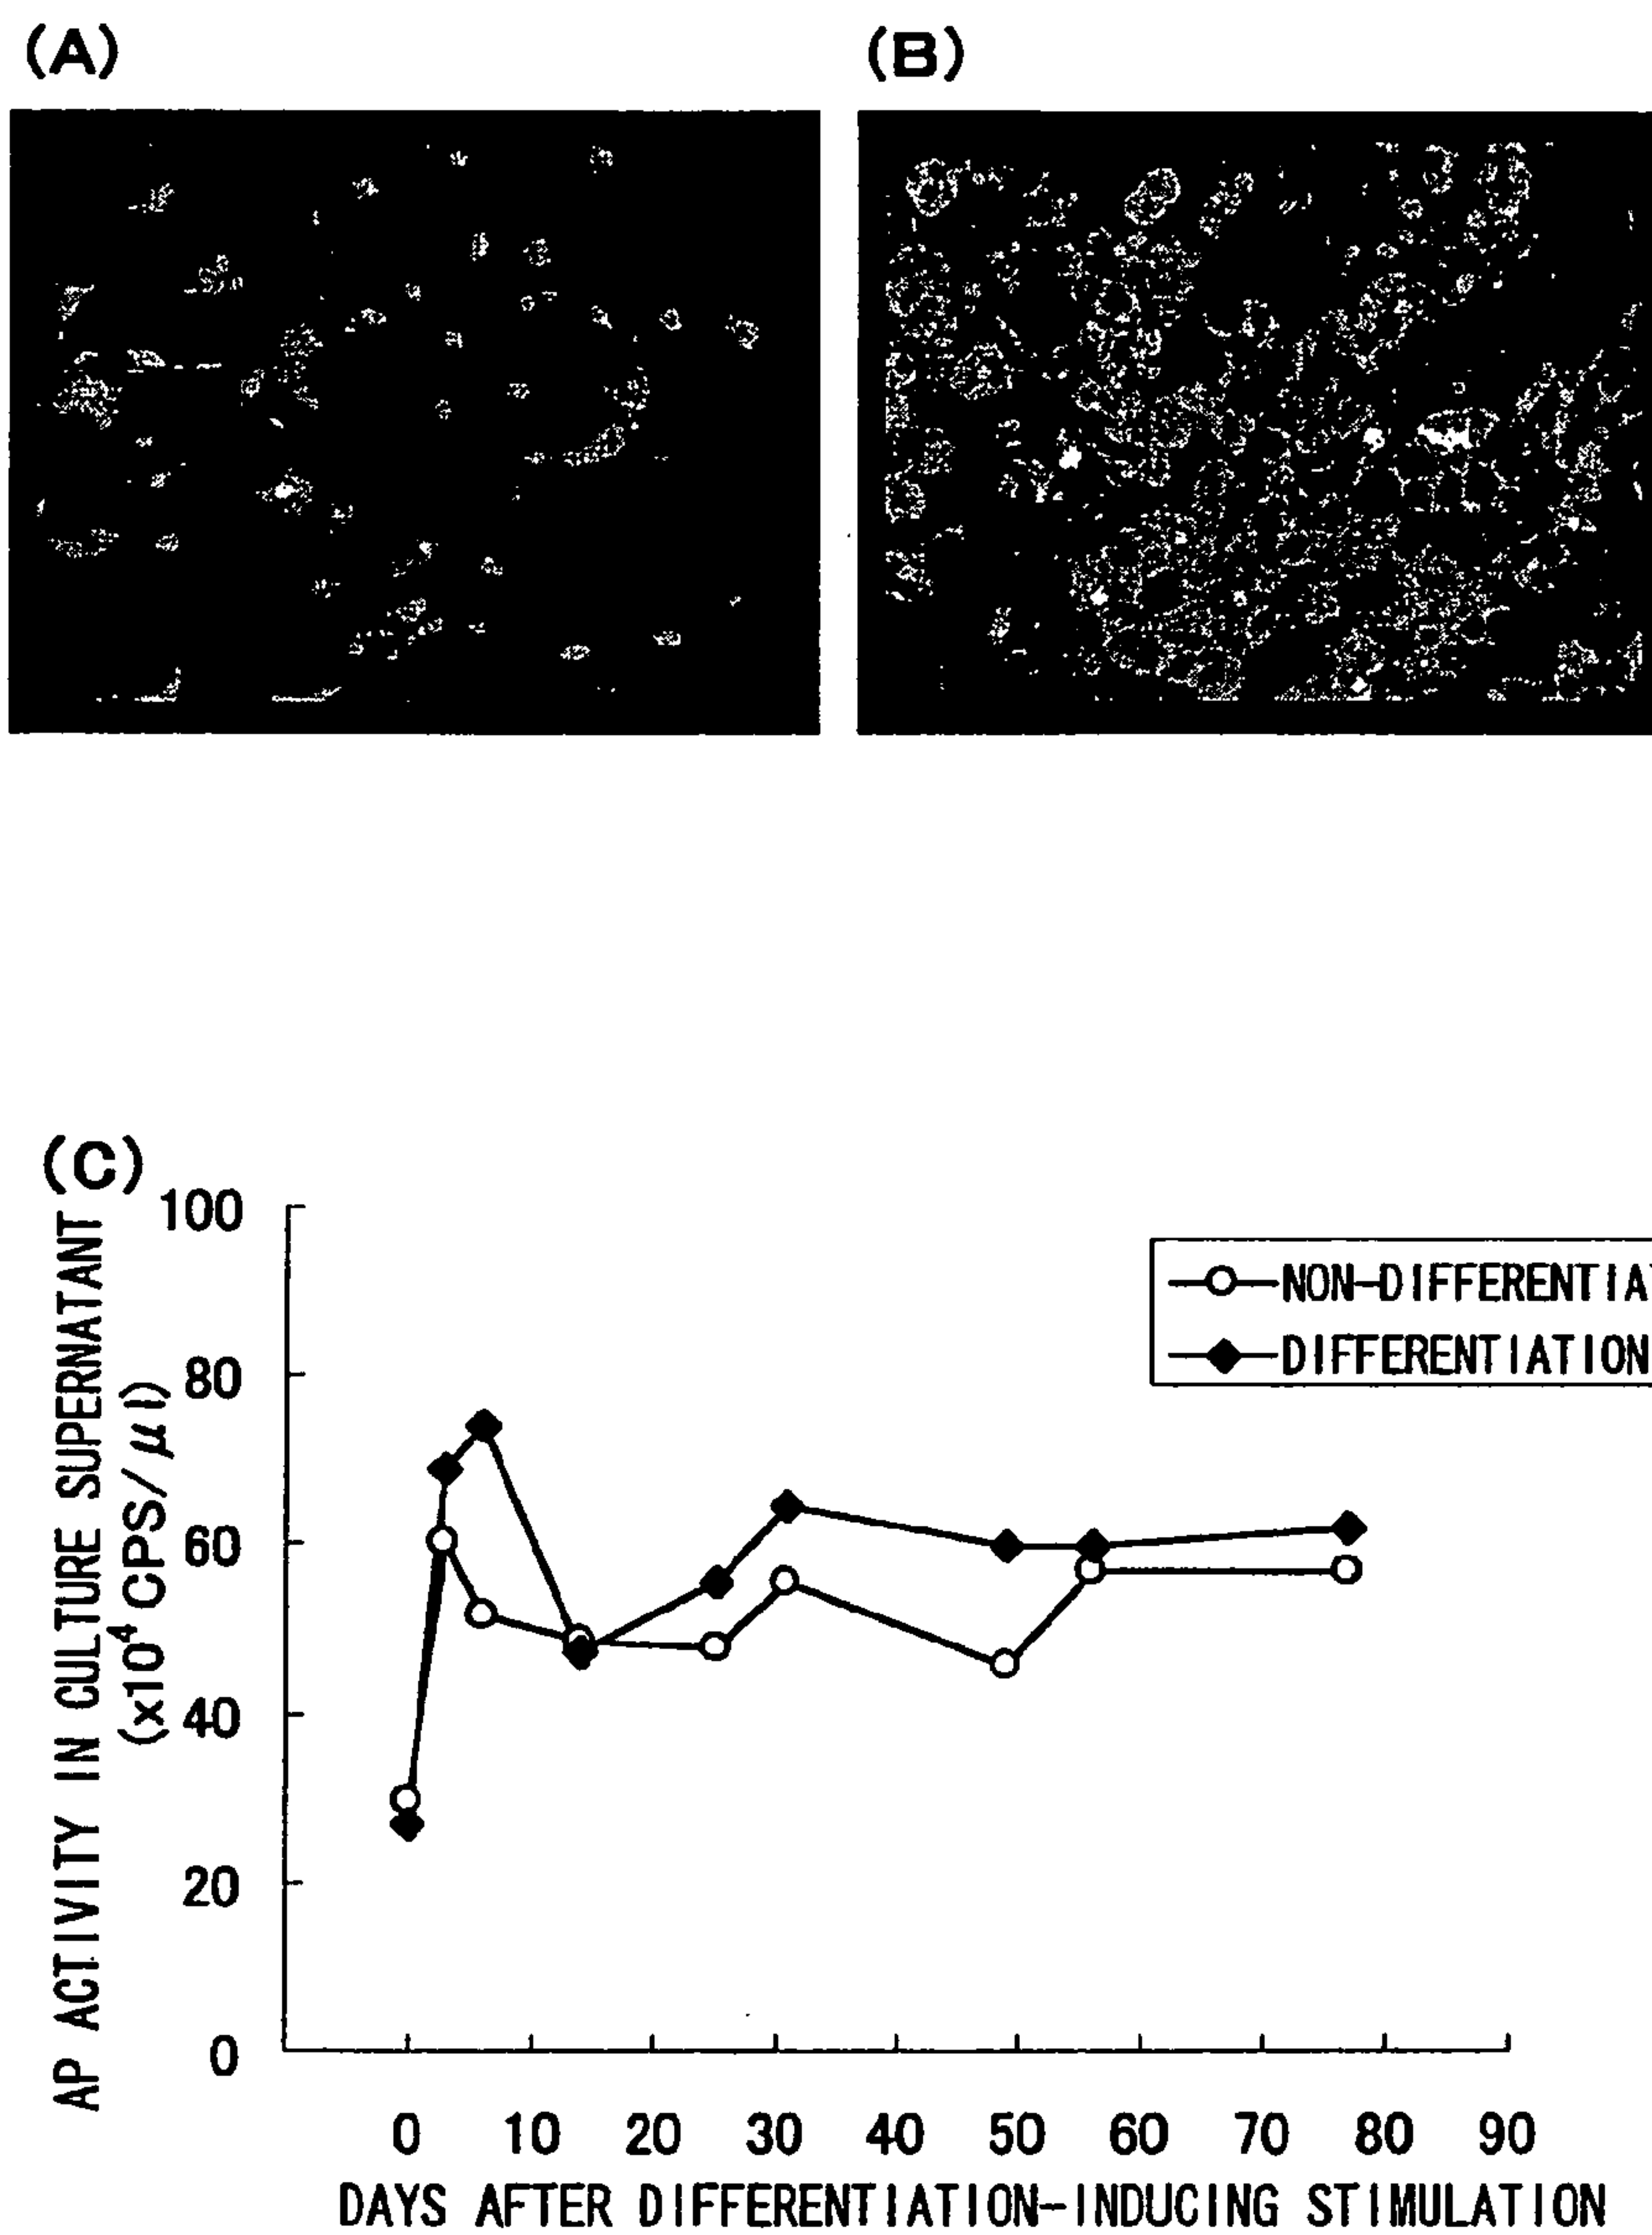 (A)
(B)
(C)
AP ACTIVITY IN CULTURE SUPERNATANT
(x10⁴ CPS/μl)
100
80
60
40
20
0
NON-DIFFERENTIA
DIFFERENTIATION
0 10 20 30 40 50 60 70 80 90
DAYS AFTER DIFFERENTIATION-INDUCING STIMULATION